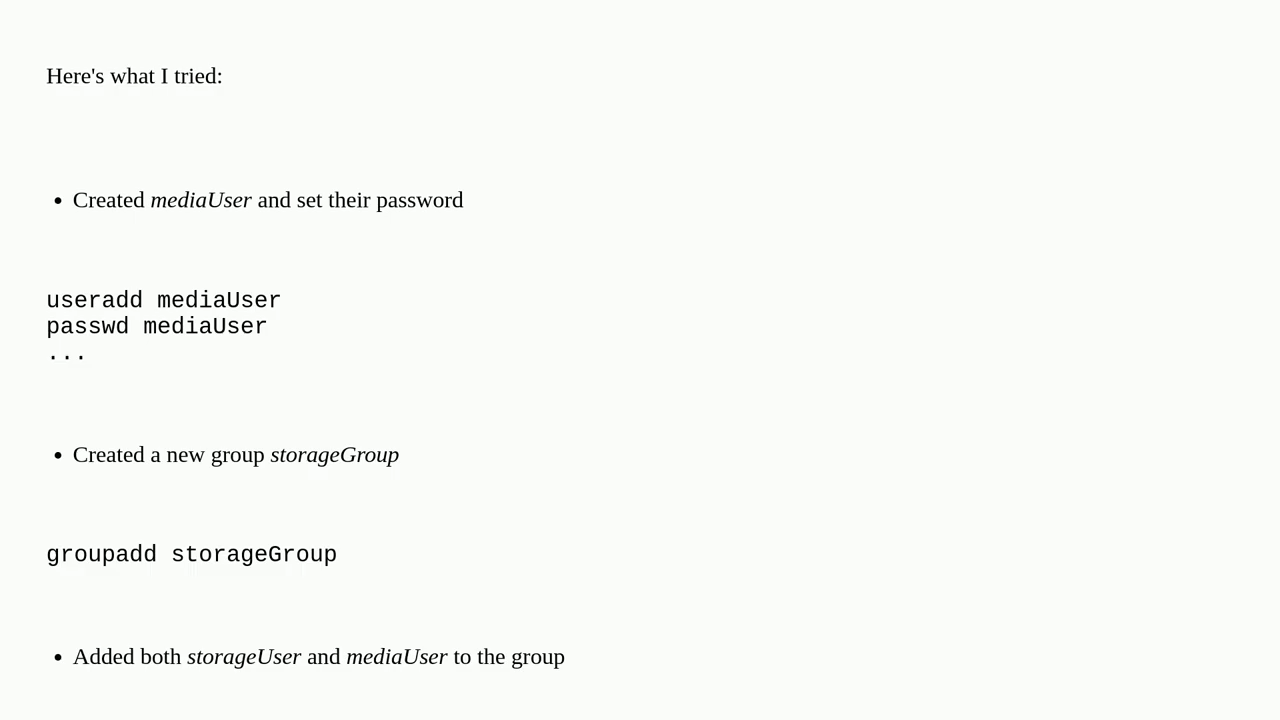 Here's what I tried:
• Created mediaUser and set their password
useradd mediaUser
passwd mediaUser
...
• Created a new group storageGroup
groupadd storageGroup
• Added both storageUser and mediaUser to the group